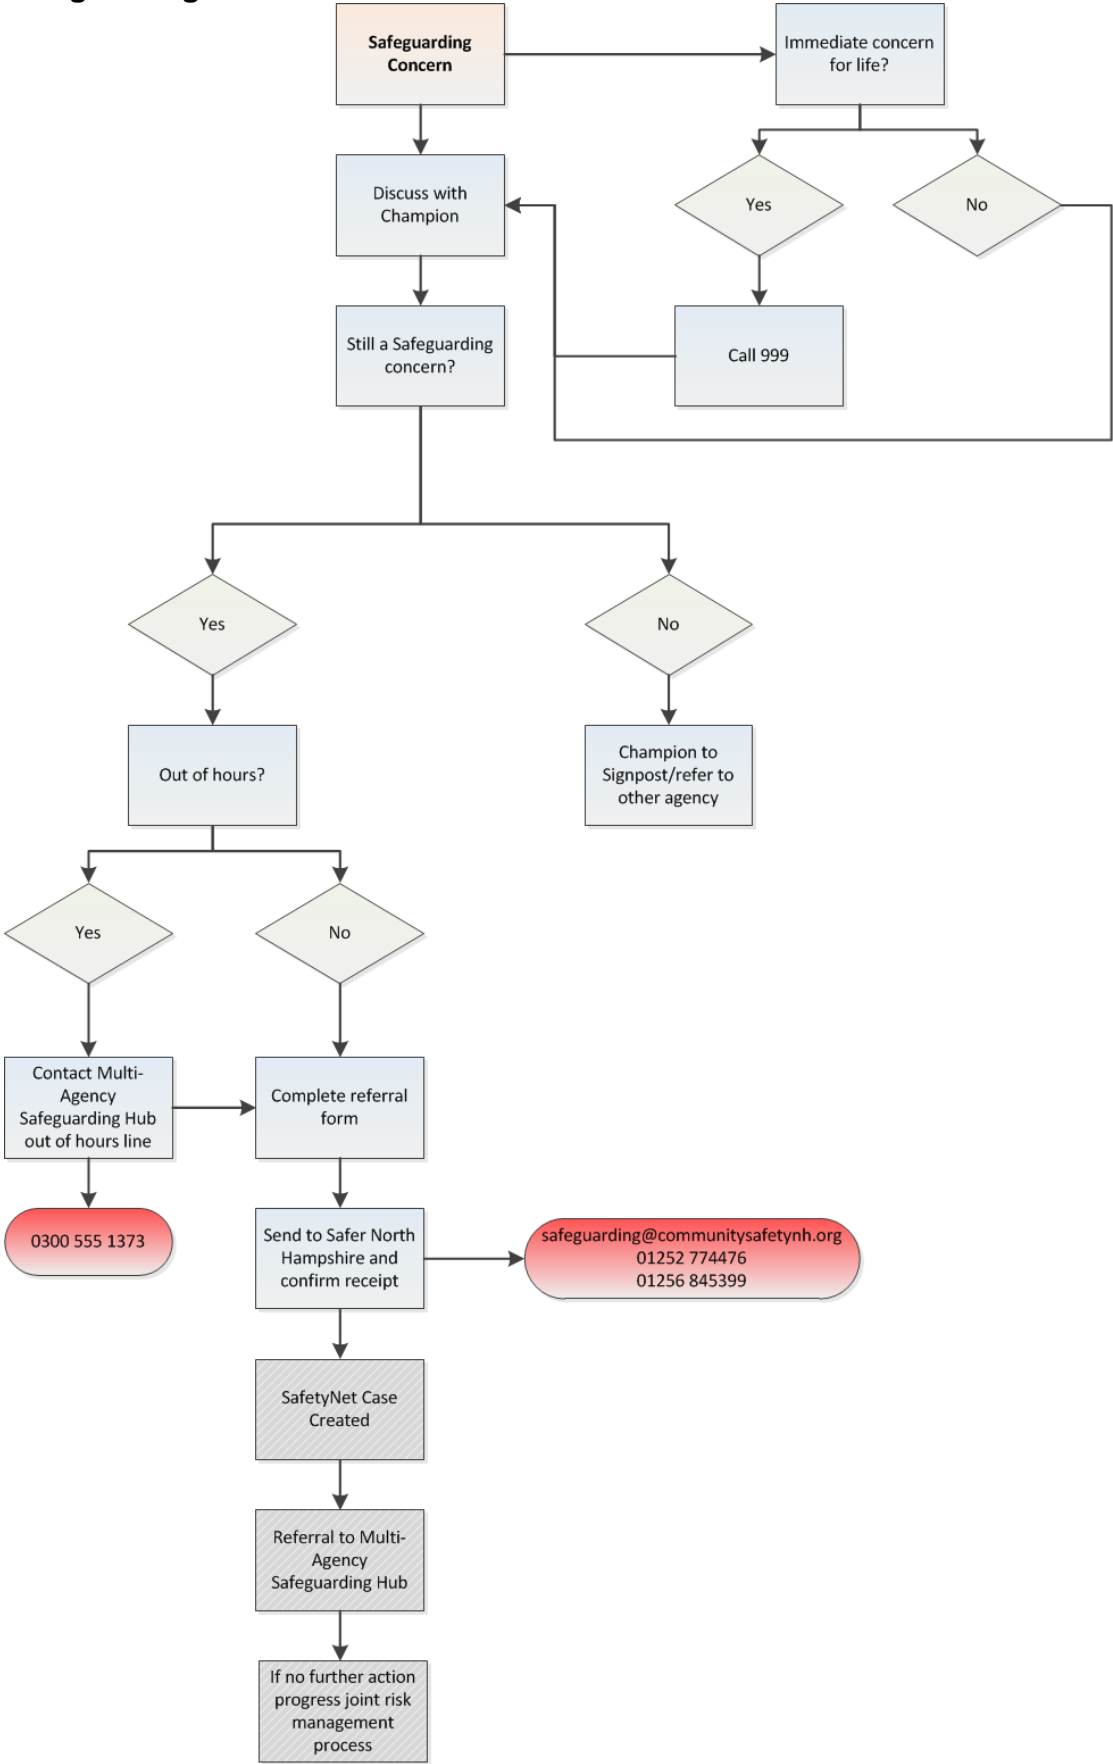 Safeguarding
Concern
Immediate concern
for life?
Discuss with
Champion
Yes
No
Still a Safeguarding
concern?
Call 999
Yes
No
Out of hours?
Champion to
Signpost/refer to
other agency
Yes
No
Contact Multi-
Agency
Safeguarding Hub
out of hours line
Complete referral
form
0300 555 1373
Send to Safer North
Hampshire and
confirm receipt
safeguarding@communitysafetynh.org
01252 774476
01256 845399
SafetyNet Case
Created
Referral to Multi-
Agency
Safeguarding Hub
If no further action
progress joint risk
management
process